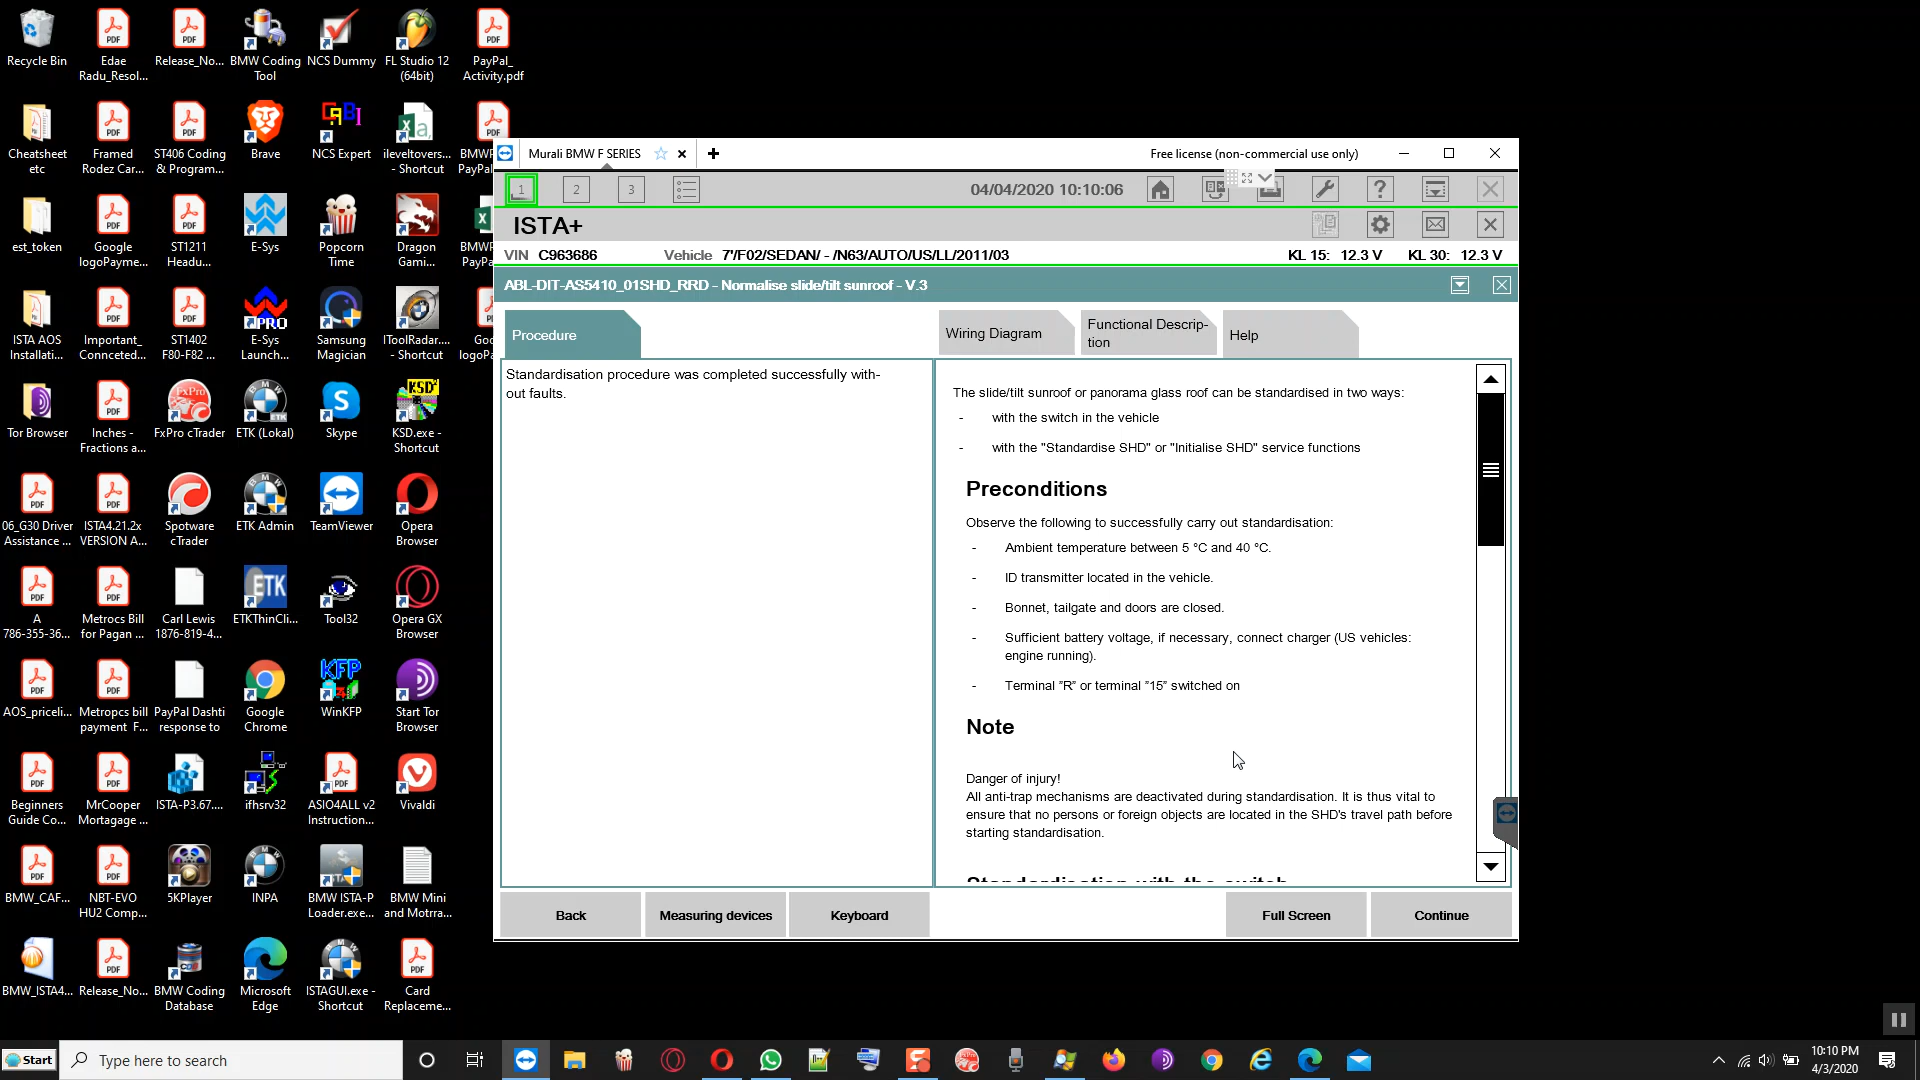 Recycle Bin
Edae
Radu_Resol...
Release_No...
BMW Coding
Tool
NCS Dummy
FL Studio 12
(64bit)
PayPal_
Activity.pdf
Cheatsheet
etc
Framed
Rodez Car...
ST406 Coding
& Program...
Brave
NCS Expert
ileveltovers...
- Shortcut
BMWP
PayPal
est_token
Google
logoPayme...
ST1211
Headu...
E-Sys
Popcorn
Time
Dragon
Gami...
BMWP
PayPa
ISTA AOS
Installati...
Important_
Connceted...
ST1402
F80-F82 ...
E-Sys
Launch...
Samsung
Magician
IToolRadar....
- Shortcut
Goo
logoPa
Tor Browser
Inches -
Fractions a...
FxPro cTrader
ETK (Lokal)
Skype
KSD.exe -
Shortcut
06_G30 Driver
Assistance ...
ISTA4.21.2x
VERSION A...
Spotware
cTrader
ETK Admin
TeamViewer
Opera
Browser
A
786-355-36...
Metrocs Bill
for Pagan ...
Carl Lewis
1876-819-4...
ETKThinCli...
Tool32
Opera GX
Browser
AOS_priceli...
Metropcs bill
payment F...
PayPal Dashti
response to
Google
Chrome
WinKFP
Start Tor
Browser
Beginners
Guide Co...
MrCooper
Mortagage ...
ISTA-P3.67....
ifhsrv32
ASIO4ALL v2
Instruction...
Vivaldi
BMW_CAF...
NBT-EVO
HU2 Comp...
5KPlayer
INPA
BMW ISTA-P
Loader.exe...
BMW Mini
and Motrra...
BMW_ISTA4...
Release_No...
BMW Coding
Database
Microsoft
Edge
ISTAGUI.exe -
Shortcut
Card
Replaceme...
Murali BMW F SERIES
Free license (non-commercial use only)
1 2 3
04/04/2020 10:10:06
ISTA+
VIN C963686 Vehicle 7'/F02/SEDAN/ - /N63/AUTO/US/LL/2011/03 KL 15: 12.3 V KL 30: 12.3 V
ABL-DIT-AS5410_01SHD_RRD - Normalise slide/tilt sunroof - V.3
Procedure
Wiring Diagram
Functional Descrip-
tion
Help
Standardisation procedure was completed successfully with-
out faults.
The slide/tilt sunroof or panorama glass roof can be standardised in two ways:
- with the switch in the vehicle
- with the "Standardise SHD" or "Initialise SHD" service functions
Preconditions
Observe the following to successfully carry out standardisation:
- Ambient temperature between 5 °C and 40 °C.
- ID transmitter located in the vehicle.
- Bonnet, tailgate and doors are closed.
- Sufficient battery voltage, if necessary, connect charger (US vehicles:
engine running).
- Terminal "R" or terminal "15" switched on
Note
Danger of injury!
All anti-trap mechanisms are deactivated during standardisation. It is thus vital to
ensure that no persons or foreign objects are located in the SHD's travel path before
starting standardisation.
Standardisation with the switch
Back
Measuring devices
Keyboard
Full Screen
Continue
Start
Type here to search
10:10 PM
4/3/2020